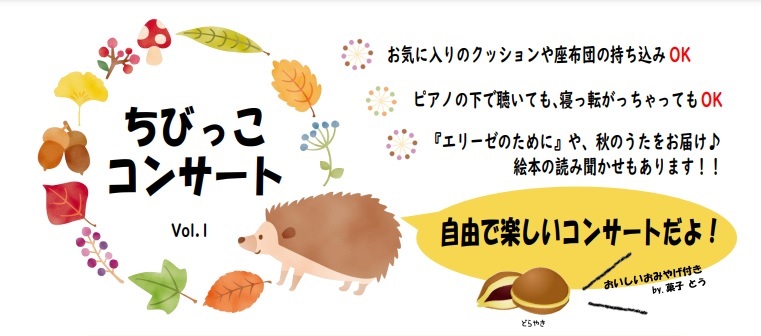 ちびっこ
コンサート
Vol.1
お気に入りのクッションや座布団の持ち込みOK
ピアノの下で聴いても、寝っ転がっちゃってもOK
『エリーゼのために』や、秋のうたをお届け♪
絵本の読み聞かせもあります！！
自由で楽しいコンサートだよ！
おいしいおみやげ付き
by.菓子 とう
どらやき